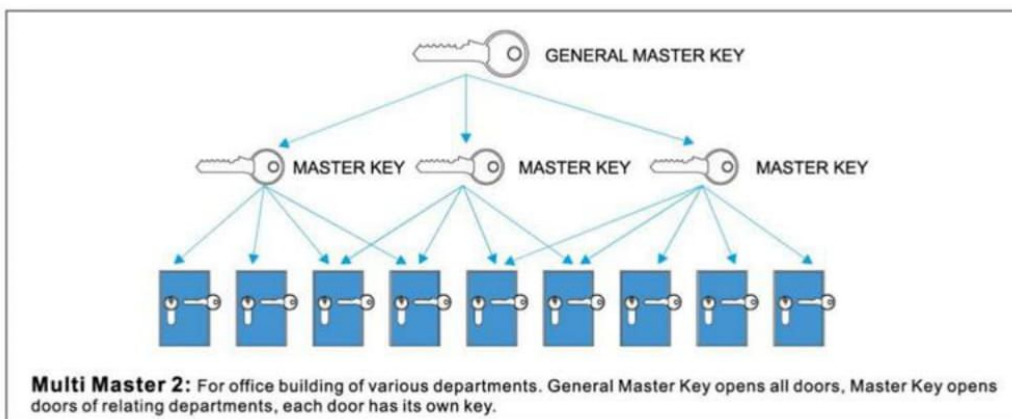 GENERAL MASTER KEY
MASTER KEY
MASTER KEY
MASTER KEY
Multi Master 2: For office building of various departments. General Master Key opens all doors, Master Key opens
doors of relating departments, each door has its own key.